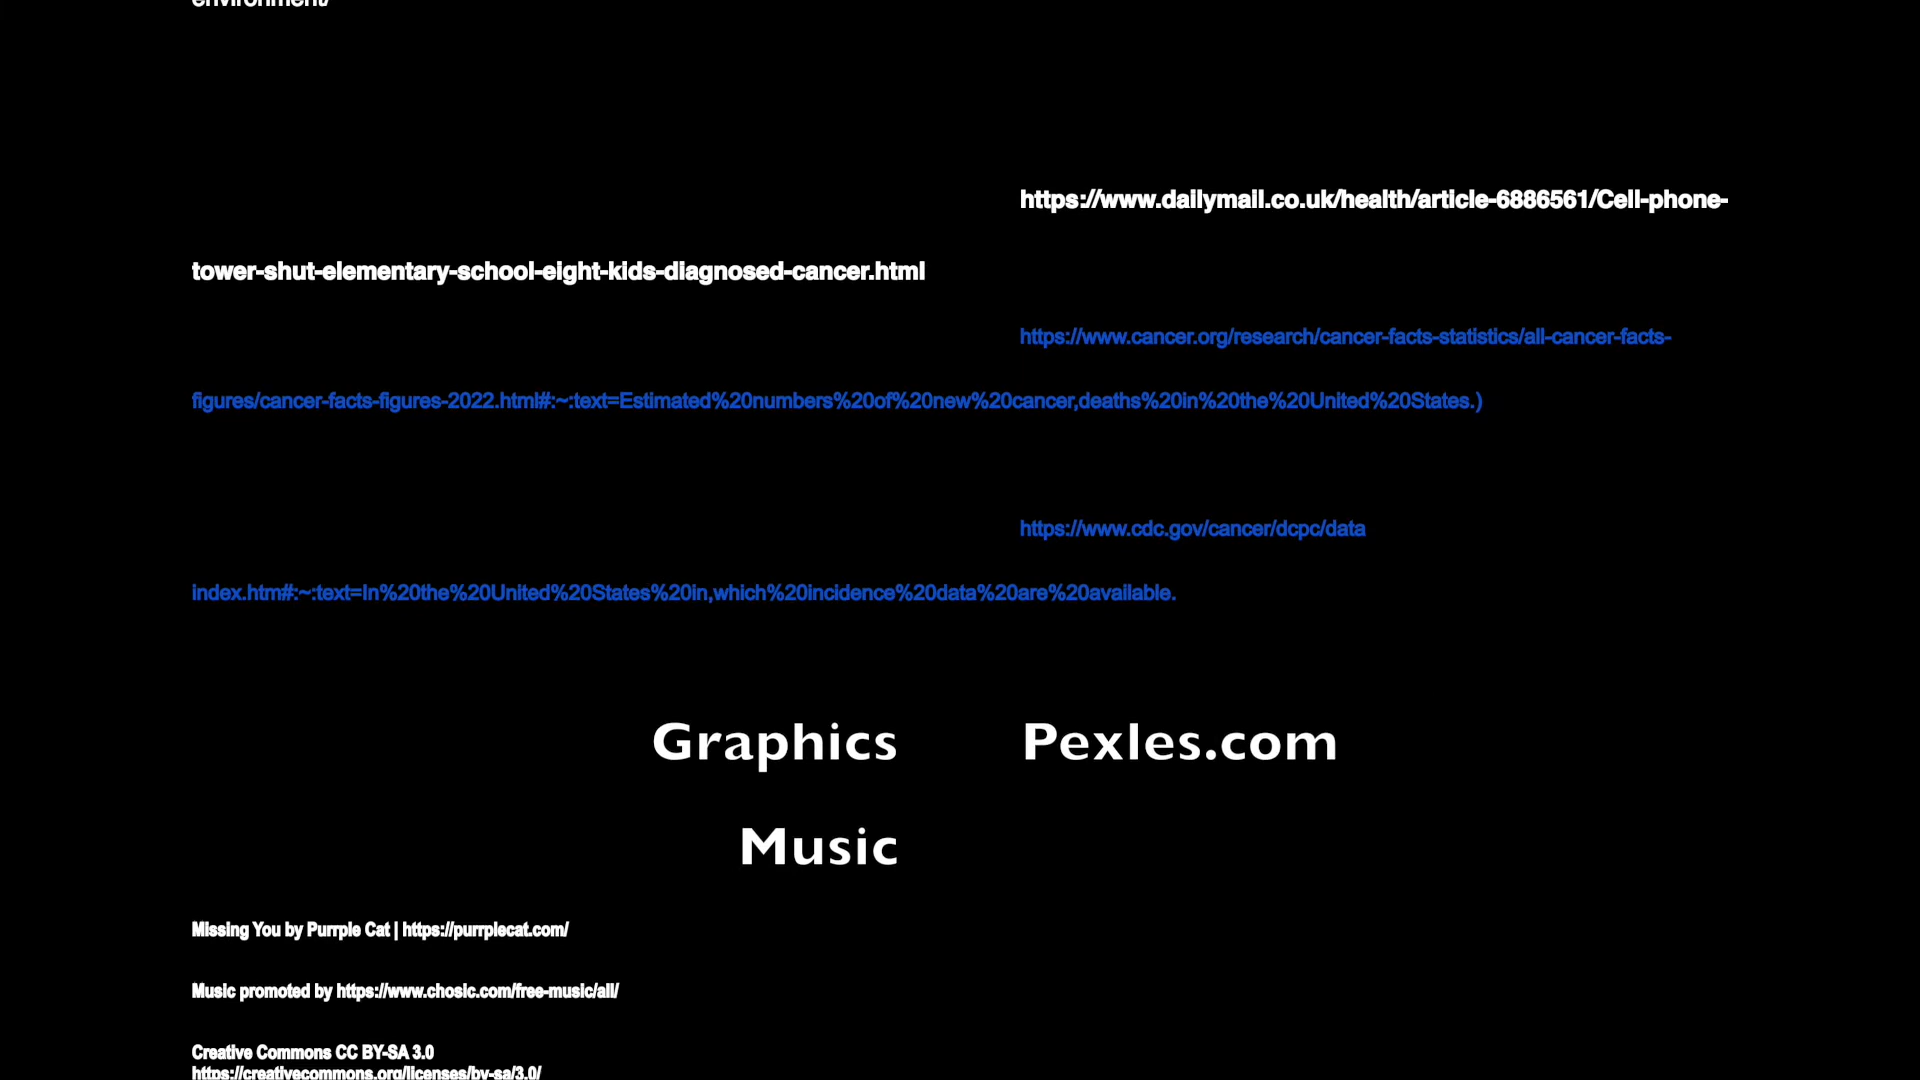 environment/
https://www.dailymail.co.uk/health/article-6886561/Cell-phone-
tower-shut-elementary-school-eight-kids-diagnosed-cancer.html
https://www.cancer.org/research/cancer-facts-statistics/all-cancer-facts-
figures/cancer-facts-figures-2022.html#:~:text=Estimated%20numbers%20of%20new%20cancer,deaths%20in%20the%20United%20States.)
https://www.cdc.gov/cancer/dcpc/data
index.htm#:~:text=In%20the%20United%20States%20in,which%20incidence%20data%20are%20available.
Graphics Pexles.com
Music
Missing You by Purrple Cat | https://purrplecat.com/
Music promoted by https://www.chosic.com/free-music/all/
Creative Commons CC BY-SA 3.0
https://creativecommons.org/licenses/by-sa/3.0/